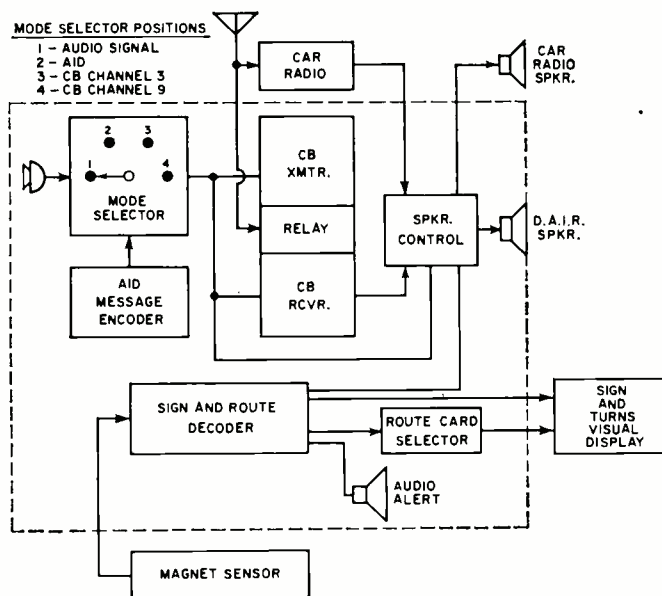 MODE SELECTOR POSITIONS
1 - AUDIO SIGNAL
2 - AID
3 - CB CHANNEL 3
4 - CB CHANNEL 9
CAR
RADIO
CAR
RADIO
SPKR.
2
3
1
4
MODE
SELECTOR
CB
XMTR.
RELAY
CB
RCVR.
SPKR.
CONTROL
D.A.I.R.
SPKR.
AID
MESSAGE
ENCODER
SIGN AND ROUTE
DECODER
ROUTE CARD
SELECTOR
SIGN
AND
TURNS
VISUAL
DISPLAY
AUDIO
ALERT
MAGNET SENSOR